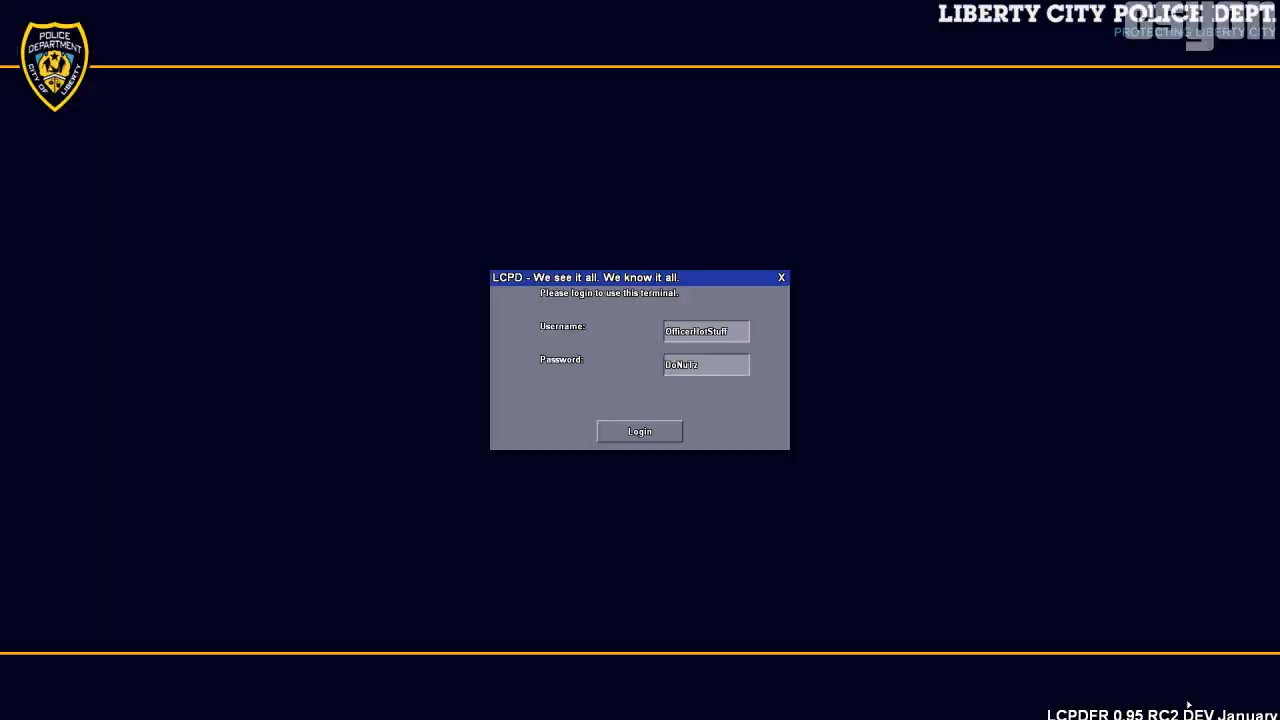 LIBERTY CITY POLICE DEPT.
PROTECTING LIBERTY CITY
POLICE
DEPARTMENT
CITY OF LIBERTY
LCPD - We see it all. We know it all.
X
Please login to use this terminal.
Username:
OfficerHotStuff
Password:
DoNuTz
Login
LCPDFR 0.95 RC2 DEV January